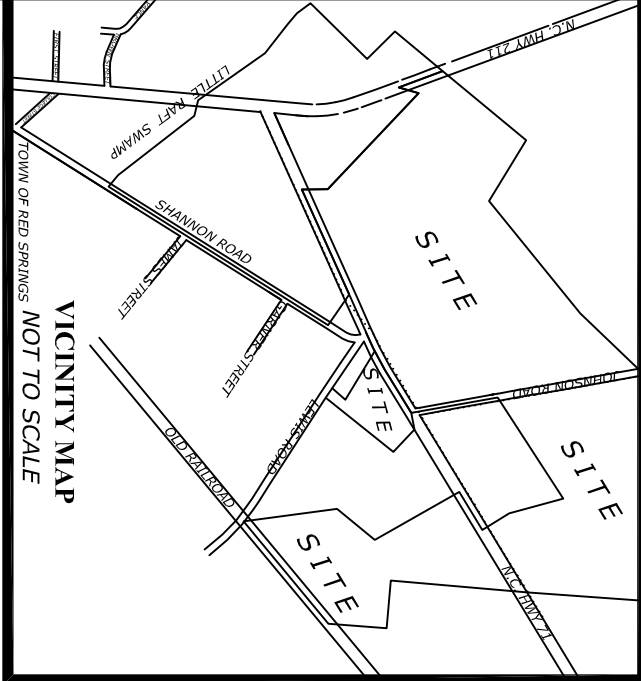 N.C. HWY 211
LITTLE RAFT SWAMP
TOWN OF RED SPRINGS
SHANNON ROAD
JAMES STREET
GARNER STREET
SITE
SITE
JOHNSON ROAD
LEWIS ROAD
OLD RAILROAD
SITE
SITE
N.C. HWY 71
VICINITY MAP
NOT TO SCALE